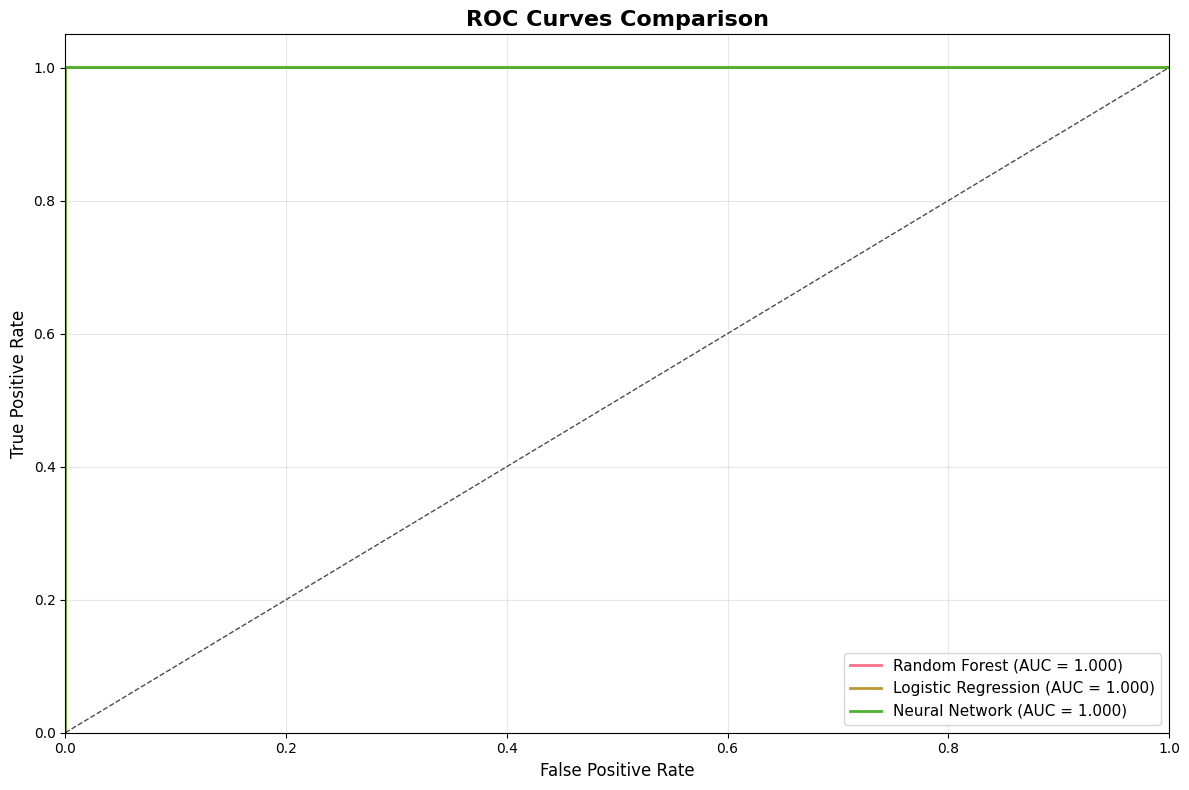 ROC Curves Comparison
True Positive Rate
1.0
0.8
0.6
0.4
0.2
0.0
0.0 0.2 0.4 0.6 0.8 1.0
False Positive Rate
Random Forest (AUC = 1.000)
Logistic Regression (AUC = 1.000)
Neural Network (AUC = 1.000)